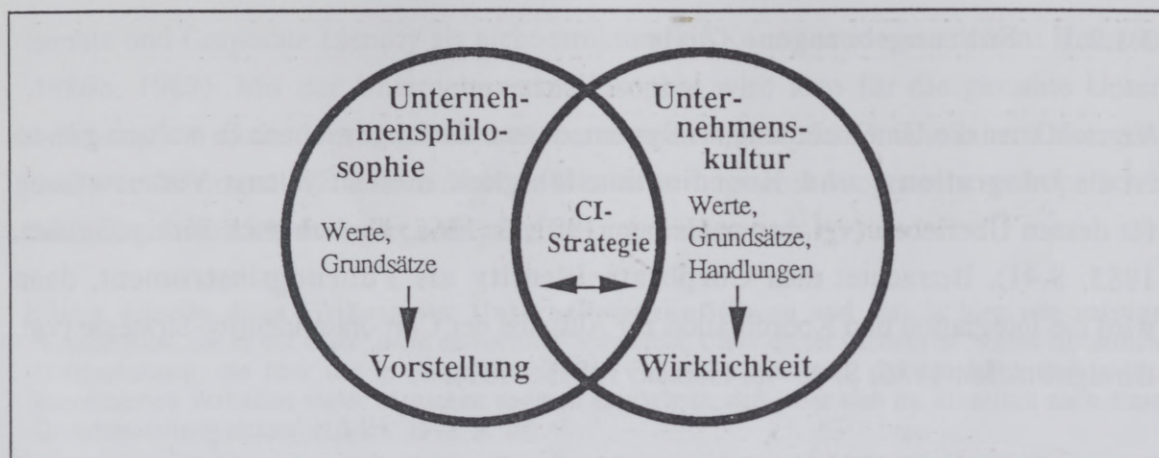 Unterneh-
mensphilo-
sophie
Werte,
Grundsätze
Vorstellung
CI-
Strategie
Unter-
nehmens-
kultur
Werte,
Grundsätze,
Handlungen
Wirklichkeit